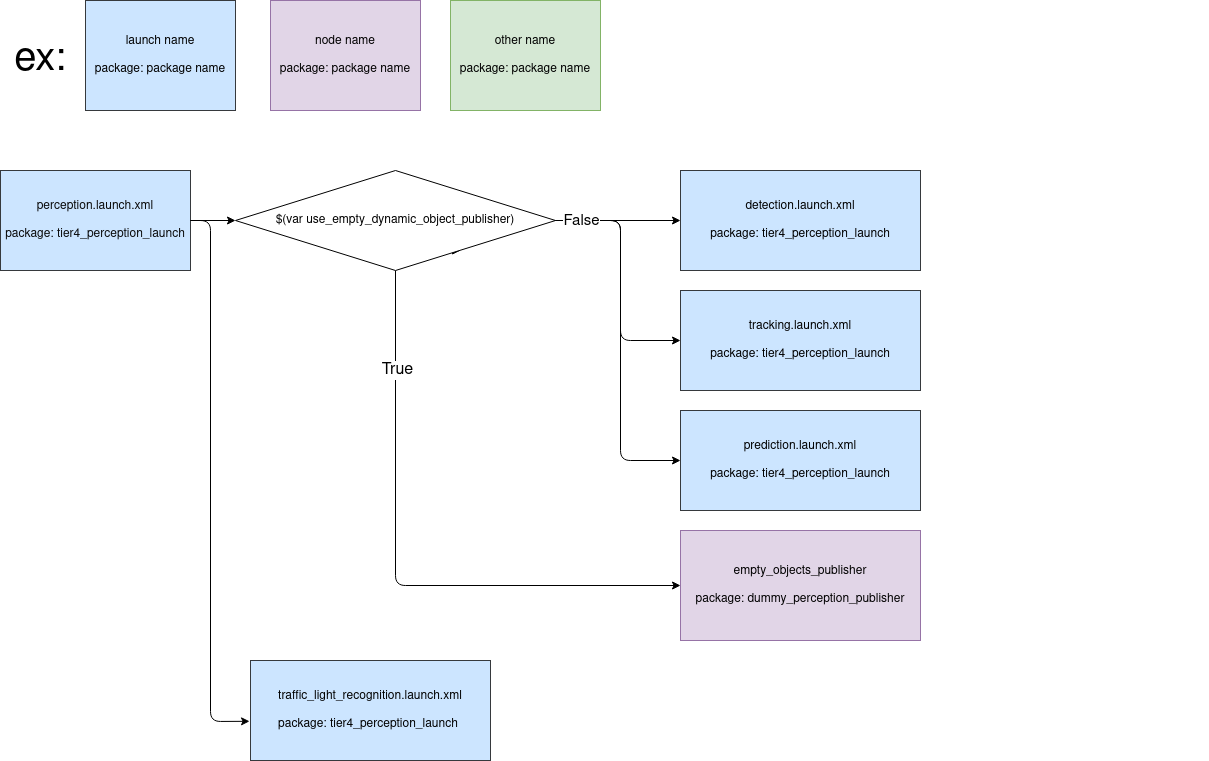 ex:
launch name
package: package name
node name
package: package name
other name
package: package name
perception.launch.xml
package: tier4_perception_launch
$(var use_empty_dynamic_object_publisher)
False
True
detection.launch.xml
package: tier4_perception_launch
tracking.launch.xml
package: tier4_perception_launch
prediction.launch.xml
package: tier4_perception_launch
empty_objects_publisher
package: dummy_perception_publisher
traffic_light_recognition.launch.xml
package: tier4_perception_launch